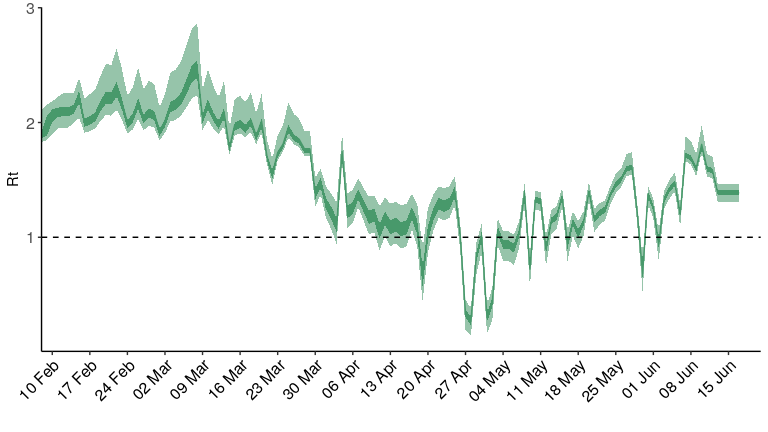 3
2
1
Rt
10 Feb
17 Feb
24 Feb
02 Mar
09 Mar
16 Mar
23 Mar
30 Mar
06 Apr
13 Apr
20 Apr
27 Apr
04 May
11 May
18 May
25 May
01 Jun
08 Jun
15 Jun